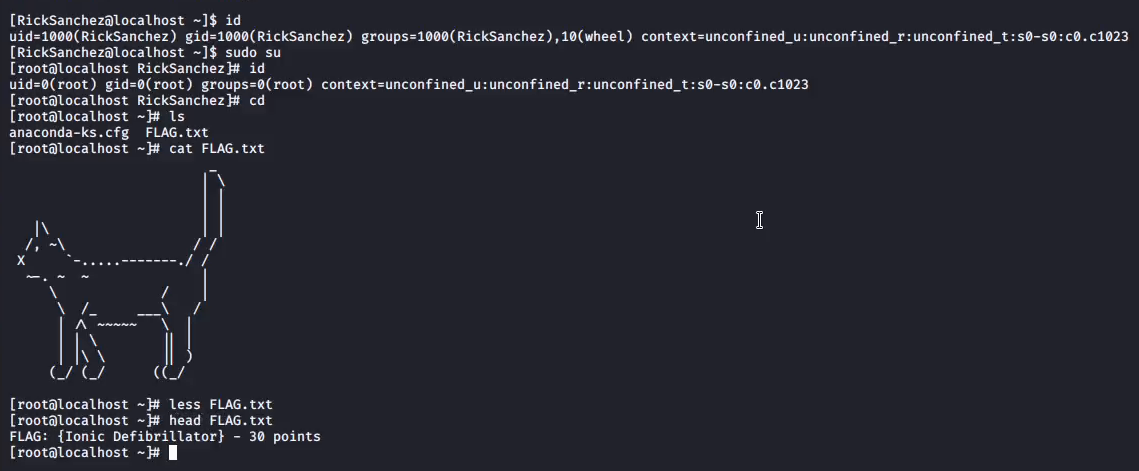 [RickSanchez@localhost ~]$ id
uid=1000(RickSanchez) gid=1000(RickSanchez) groups=1000(RickSanchez),10(wheel) context=unconfined_u:unconfined_r:unconfined_t:s0-s0:c0.c1023
[RickSanchez@localhost ~]$ sudo su
[root@localhost RickSanchez]# id
uid=0(root) gid=0(root) groups=0(root) context=unconfined_u:unconfined_r:unconfined_t:s0-s0:c0.c1023
[root@localhost RickSanchez]# cd
[root@localhost ~]# ls
anaconda-ks.cfg  FLAG.txt
[root@localhost ~]# cat FLAG.txt
                         _
                        | \
                        | |
                        | |
   |\                   | |
  /, ~\                / /
 X     `-.....-------./ /
  ~-. ~  ~              |
     \             /    |
      \  /_     ___\   /
      | /\ ~~~~~   \  |
      | | \        || |
      | |\ \       || )
     (_/ (_/      ((_/
[root@localhost ~]# less FLAG.txt
[root@localhost ~]# head FLAG.txt
FLAG: {Ionic Defibrillator} - 30 points
[root@localhost ~]#